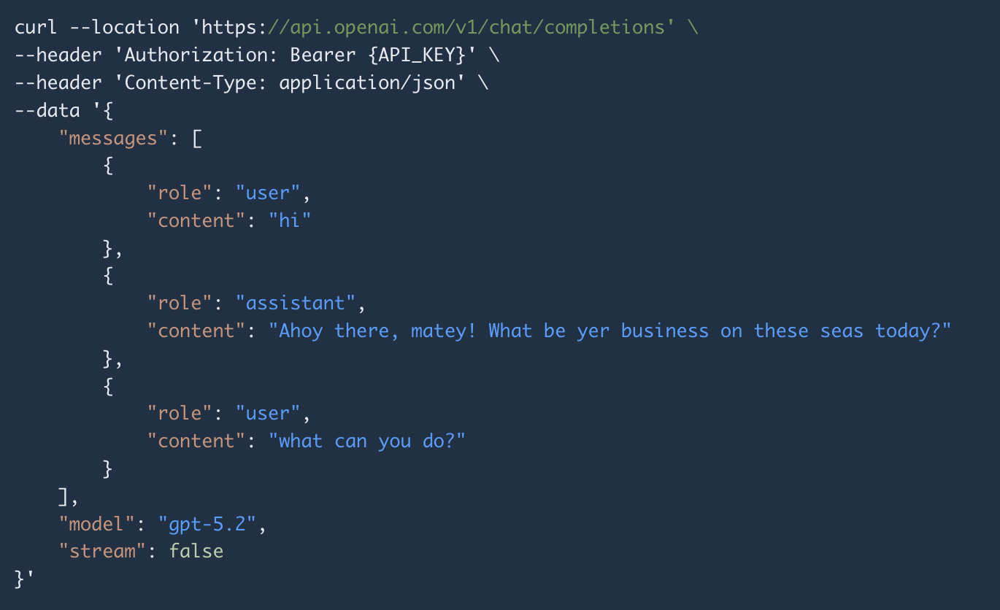 curl --location 'https://api.openai.com/v1/chat/completions' \
--header 'Authorization: Bearer {API_KEY}' \
--header 'Content-Type: application/json' \
--data '{
    "messages": [
        {
            "role": "user",
            "content": "hi"
        },
        {
            "role": "assistant",
            "content": "Ahoy there, matey! What be yer business on these seas today?"
        },
        {
            "role": "user",
            "content": "what can you do?"
        }
    ],
    "model": "gpt-5.2",
    "stream": false
}'